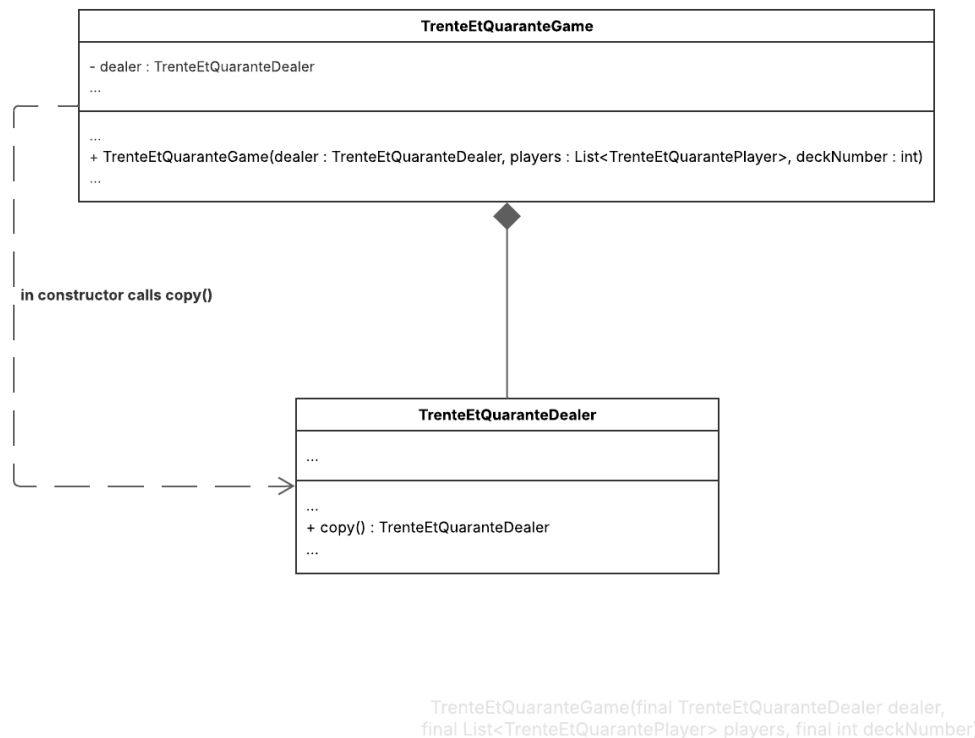 TrenteEtQuaranteGame
- dealer : TrenteEtQuaranteDealer
...
...
+ TrenteEtQuaranteGame(dealer : TrenteEtQuaranteDealer, players : List<TrenteEtQuarantePlayer>, deckNumber : int)
...
in constructor calls copy()
TrenteEtQuaranteDealer
...
...
+ copy() : TrenteEtQuaranteDealer
...
TrenteEtQuaranteGame(final TrenteEtQuaranteDealer dealer,
final List<TrenteEtQuarantePlayer> players, final int deckNumber)